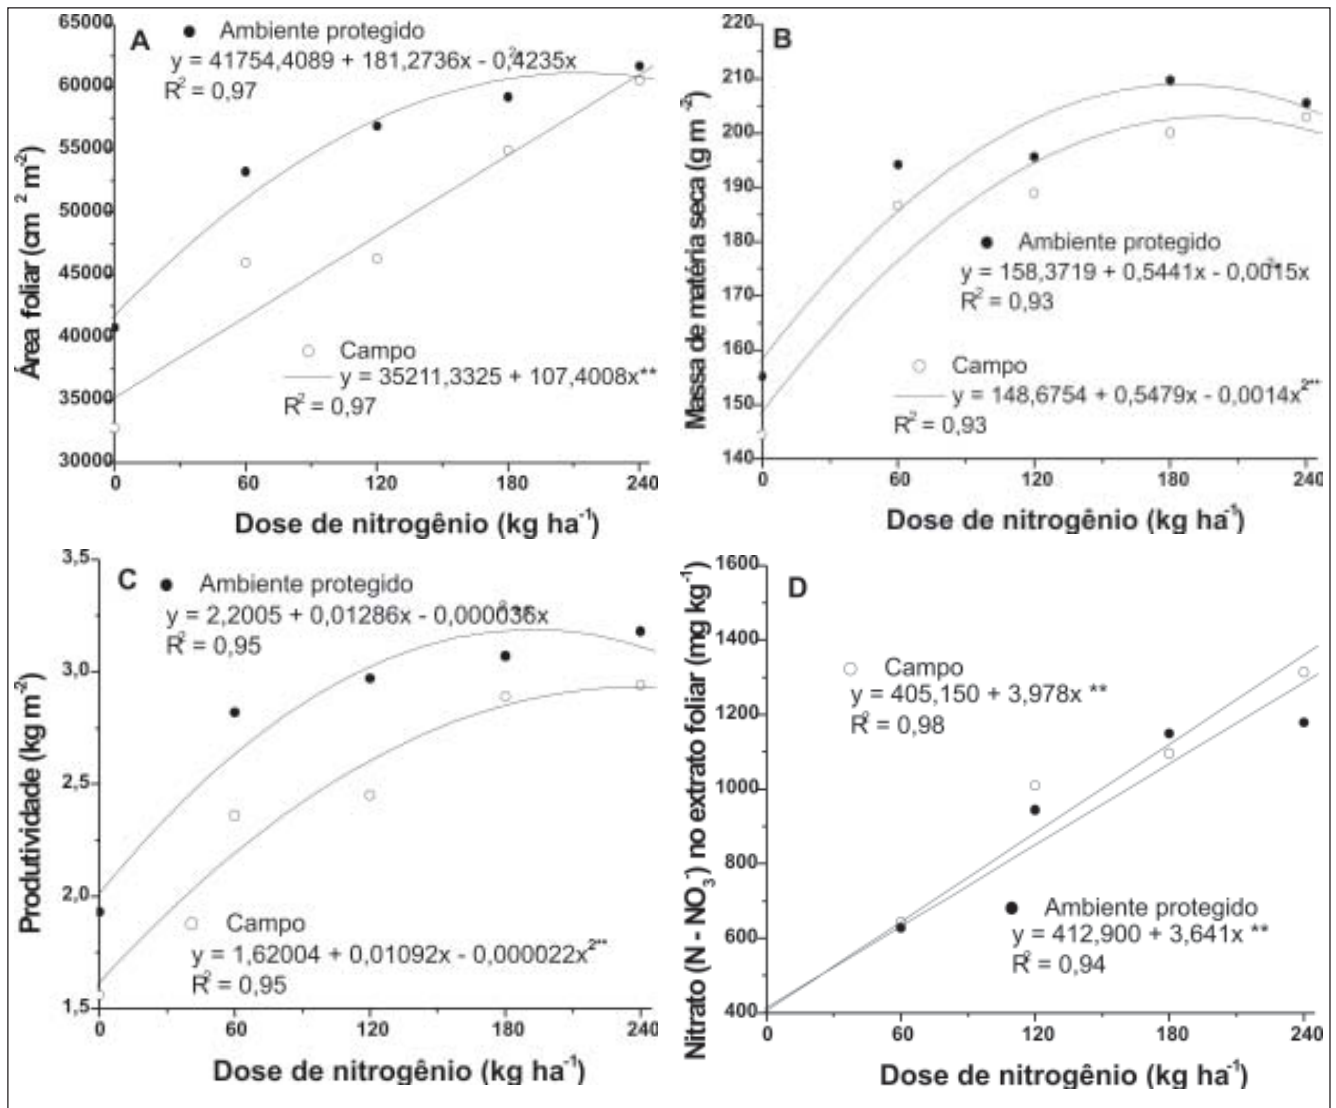 A
Ambiente protegido
y = 41754,4089 + 181,2736x - 0,4235x²
R² = 0,97
Campo
y = 35211,3325 + 107,4008x**
R² = 0,97
Área foliar (cm² m⁻²)
65000
60000
55000
50000
45000
40000
35000
30000
0 60 120 180 240
Dose de nitrogênio (kg ha⁻¹)
B
Ambiente protegido
y = 158,3719 + 0,5441x - 0,0015x
R² = 0,93
Campo
y = 148,6754 + 0,5479x - 0,0014x²**
R² = 0,93
Massa de matéria seca (g m⁻²)
220
210
200
190
180
170
160
150
140
0 60 120 180 240
Dose de nitrogênio (kg ha⁻¹)
C
Ambiente protegido
y = 2,2005 + 0,01286x - 0,000036x
R² = 0,95
Campo
y = 1,62004 + 0,01092x - 0,000022x²**
R² = 0,95
Produtividade (kg m⁻²)
3,5
3,0
2,5
2,0
1,5
0 60 120 180 240
Dose de nitrogênio (kg ha⁻¹)
D
Campo
y = 405,150 + 3,978x **
R² = 0,98
Ambiente protegido
y = 412,900 + 3,641x **
R² = 0,94
Nitrato (N - NO₃⁻) no extrato foliar (mg kg⁻¹)
1600
1400
1200
1000
800
600
400
0 60 120 180 240
Dose de nitrogênio (kg ha⁻¹)